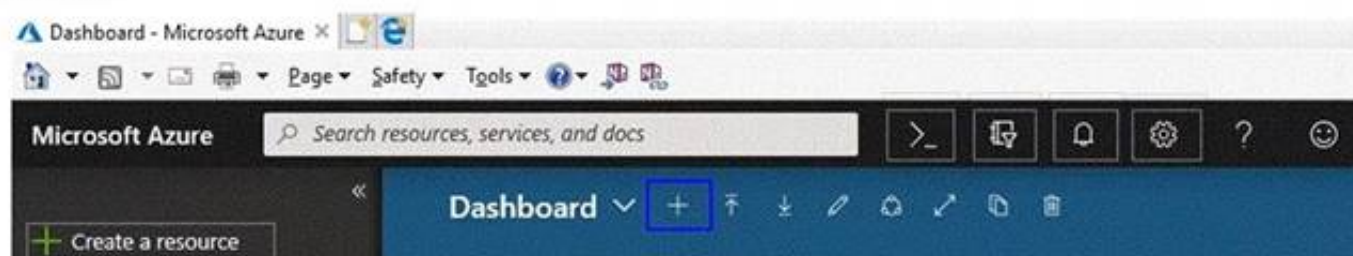 Dashboard - Microsoft Azure
Page Safety Tools
Microsoft Azure Search resources, services, and docs
Dashboard
Create a resource